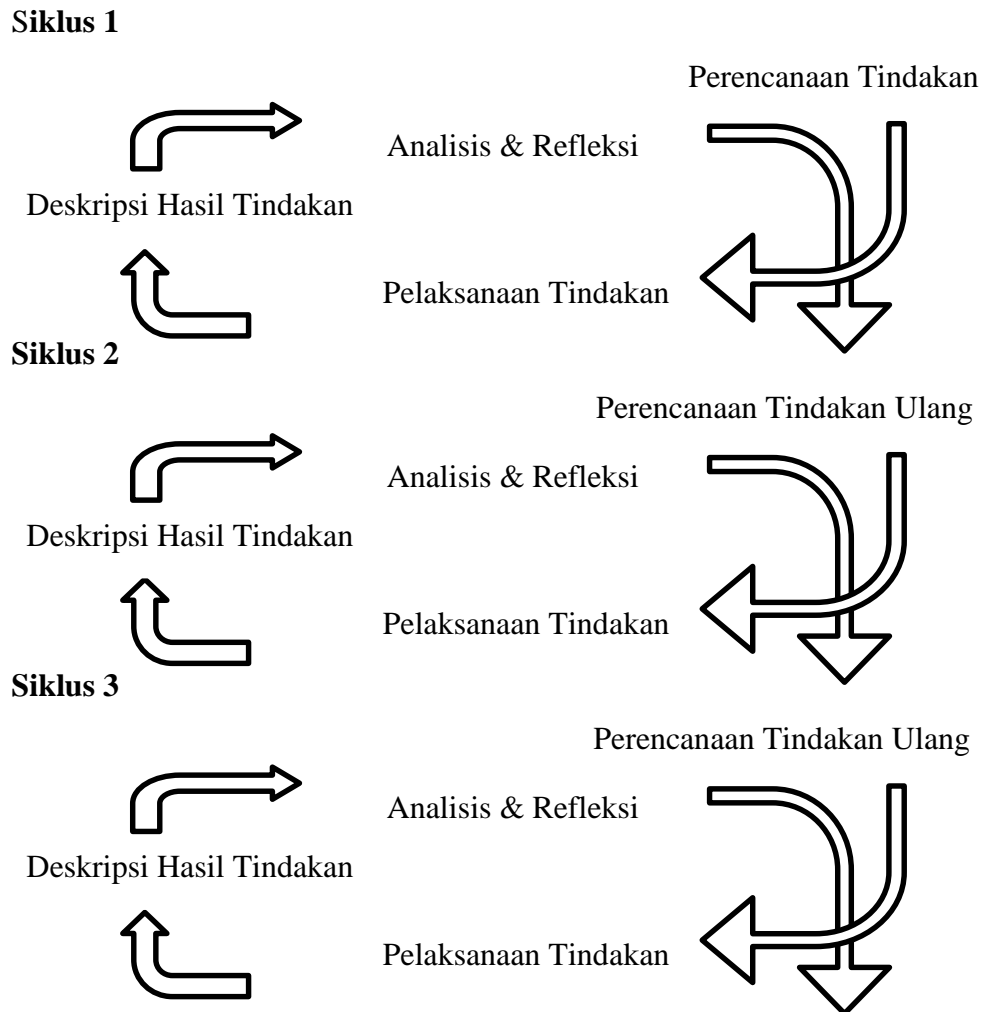 Siklus 1
Perencanaan Tindakan
Analisis & Refleksi
Deskripsi Hasil Tindakan
Pelaksanaan Tindakan
Siklus 2
Perencanaan Tindakan Ulang
Analisis & Refleksi
Deskripsi Hasil Tindakan
Pelaksanaan Tindakan
Siklus 3
Perencanaan Tindakan Ulang
Analisis & Refleksi
Deskripsi Hasil Tindakan
Pelaksanaan Tindakan